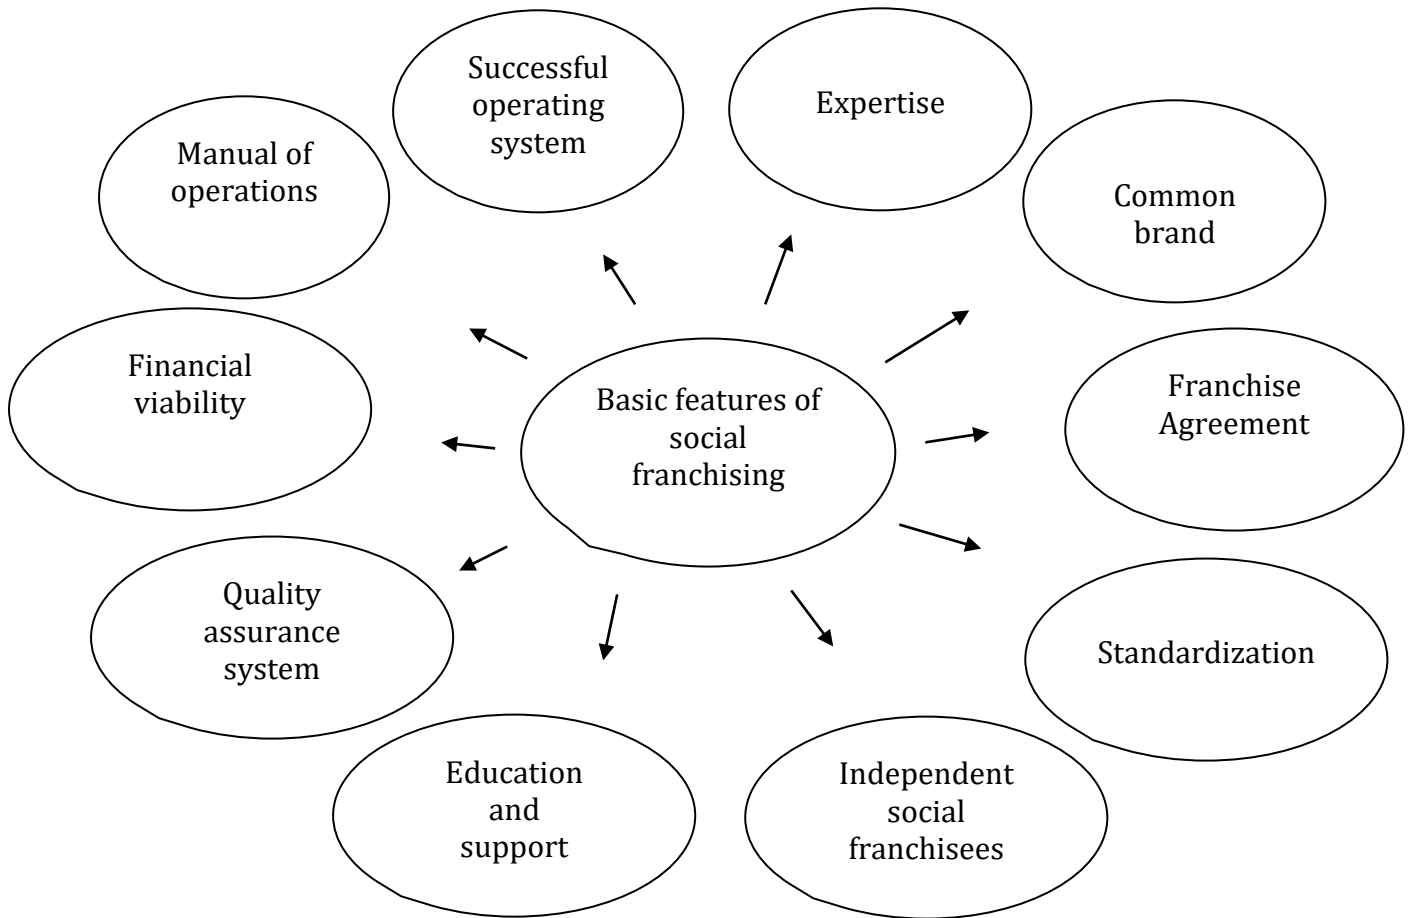 Successful
operating
system
Expertise
Manual of
operations
Common
brand
Financial
viability
Basic features of
social
franchising
Franchise
Agreement
Quality
assurance
system
Standardization
Education
and
support
Independent
social
franchisees